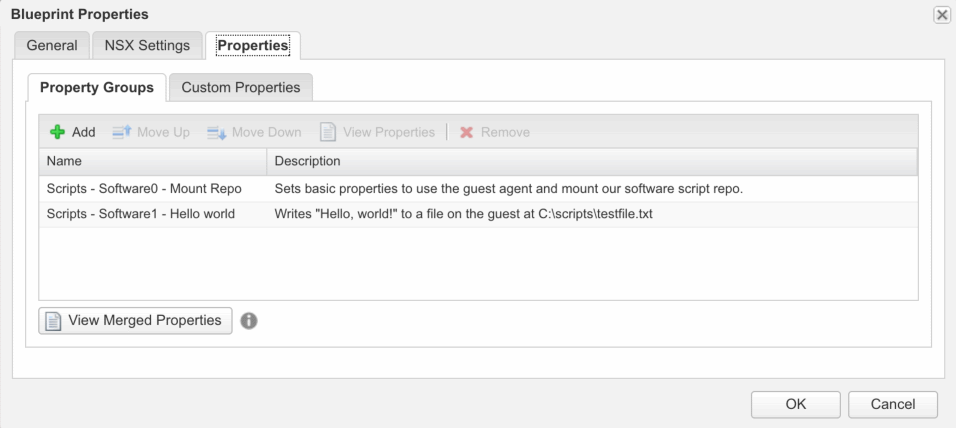 Blueprint Properties
General NSX Settings Properties
Property Groups Custom Properties
Add Move Up Move Down View Properties Remove
Name Description
Scripts - Software0 - Mount Repo Sets basic properties to use the guest agent and mount our software script repo.
Scripts - Software1 - Hello world Writes "Hello, world!" to a file on the guest at C:\scripts\testfile.txt
View Merged Properties
OK Cancel